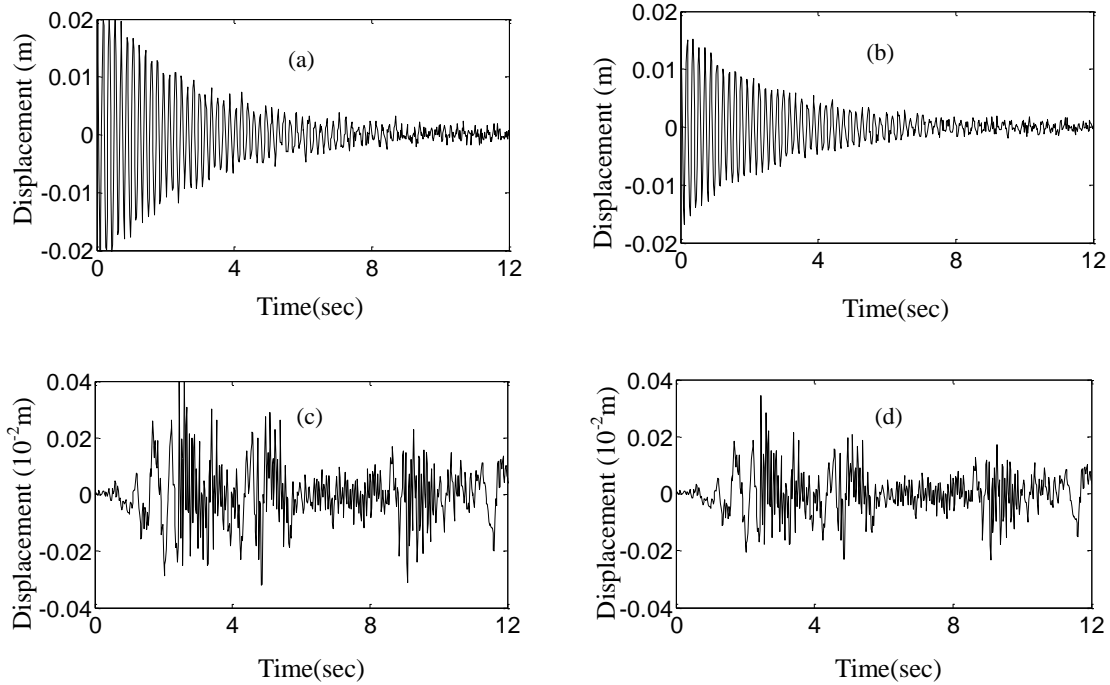 0.02
0.01
0
-0.01
-0.02
Displacement (m)
(a)
0 4 8 12
Time(sec)
0.02
0.01
0
-0.01
-0.02
Displacement (m)
(b)
0 4 8 12
Time(sec)
0.04
0.02
0
-0.02
-0.04
Displacement (10⁻²m)
(c)
0 4 8 12
Time(sec)
0.04
0.02
0
-0.02
-0.04
Displacement (10⁻²m)
(d)
0 4 8 12
Time(sec)